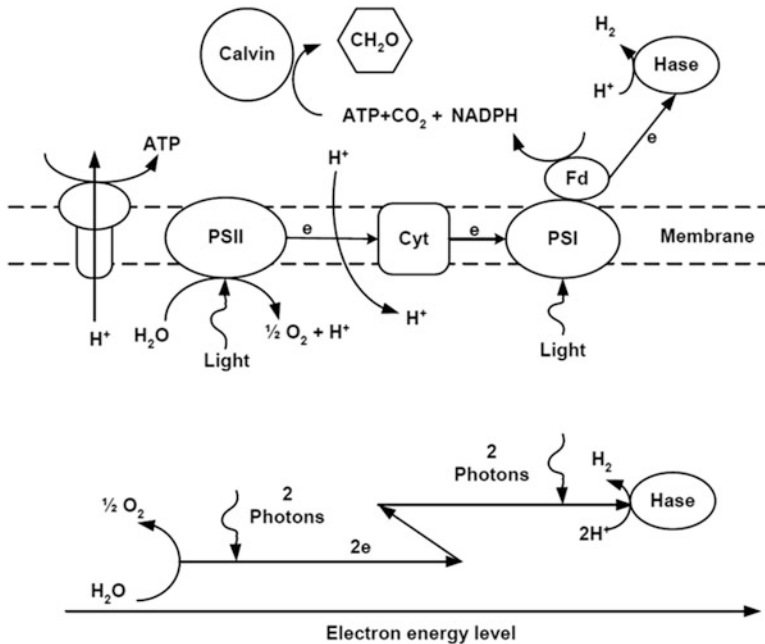 Calvin
CH₂O
H₂
Hase
H⁺
ATP+CO₂ + NADPH
ATP
H⁺
e
Fd
PSII
e
Cyt
e
PSI
Membrane
H⁺
H₂O
½ O₂ + H⁺
H⁺
Light
Light
2
Photons
H₂
½ O₂
2
Photons
Hase
2H⁺
2e
H₂O
Electron energy level